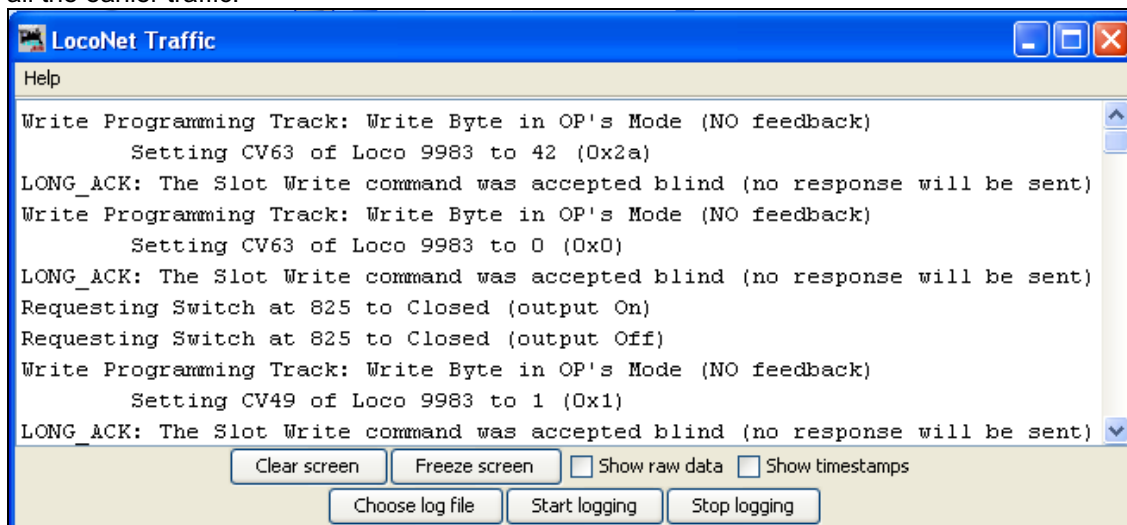 all the earlier traffic.
LocoNet Traffic
Help
Write Programming Track: Write Byte in OP's Mode (NO feedback)
Setting CV63 of Loco 9983 to 42 (0x2a)
LONG_ACK: The Slot Write command was accepted blind (no response will be sent)
Write Programming Track: Write Byte in OP's Mode (NO feedback)
Setting CV63 of Loco 9983 to 0 (0x0)
LONG_ACK: The Slot Write command was accepted blind (no response will be sent)
Requesting Switch at 825 to Closed (output On)
Requesting Switch at 825 to Closed (output Off)
Write Programming Track: Write Byte in OP's Mode (NO feedback)
Setting CV49 of Loco 9983 to 1 (0x1)
LONG_ACK: The Slot Write command was accepted blind (no response will be sent)
Clear screen Freeze screen Show raw data Show timestamps
Choose log file Start logging Stop logging